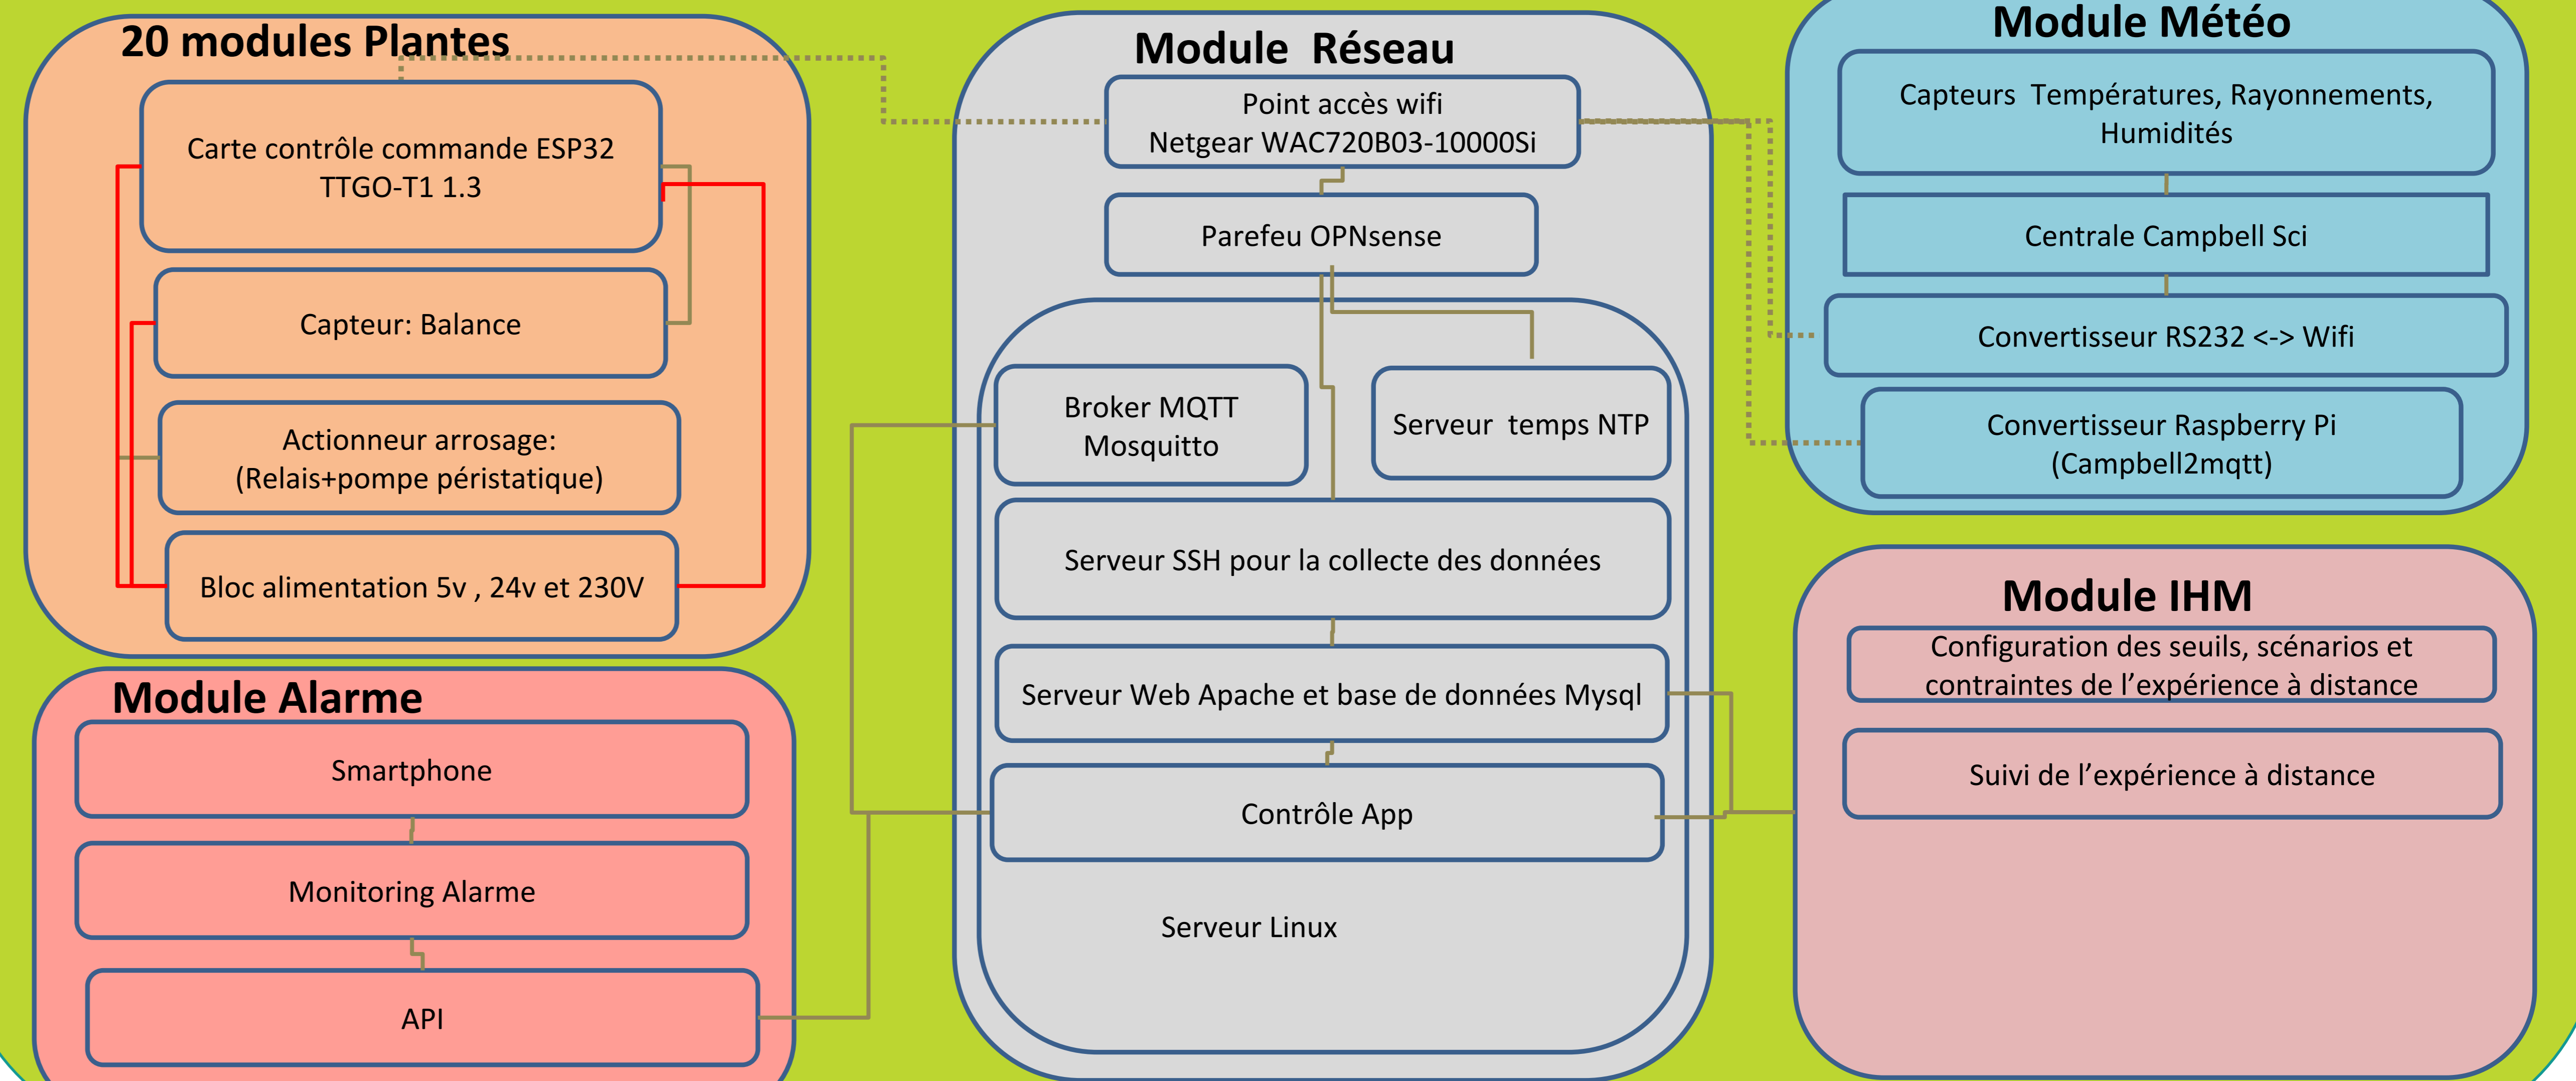 20 modules Plantes
Carte contrôle commande ESP32
TTGO-T1 1.3
Capteur: Balance
Actionneur arrosage:
(Relais+pompe péristatique)
Bloc alimentation 5v , 24v et 230V
Module Alarme
Smartphone
Monitoring Alarme
API
Module Réseau
Point accès wifi
Netgear WAC720B03-10000Si
Parefeu OPNsense
Broker MQTT
Mosquitto
Serveur temps NTP
Serveur SSH pour la collecte des données
Serveur Web Apache et base de données Mysql
Contrôle App
Serveur Linux
Module Météo
Capteurs Températures, Rayonnements,
Humidités
Centrale Campbell Sci
Convertisseur RS232 <-> Wifi
Convertisseur Raspberry Pi
(Campbell2mqtt)
Module IHM
Configuration des seuils, scénarios et
contraintes de l’expérience à distance
Suivi de l’expérience à distance